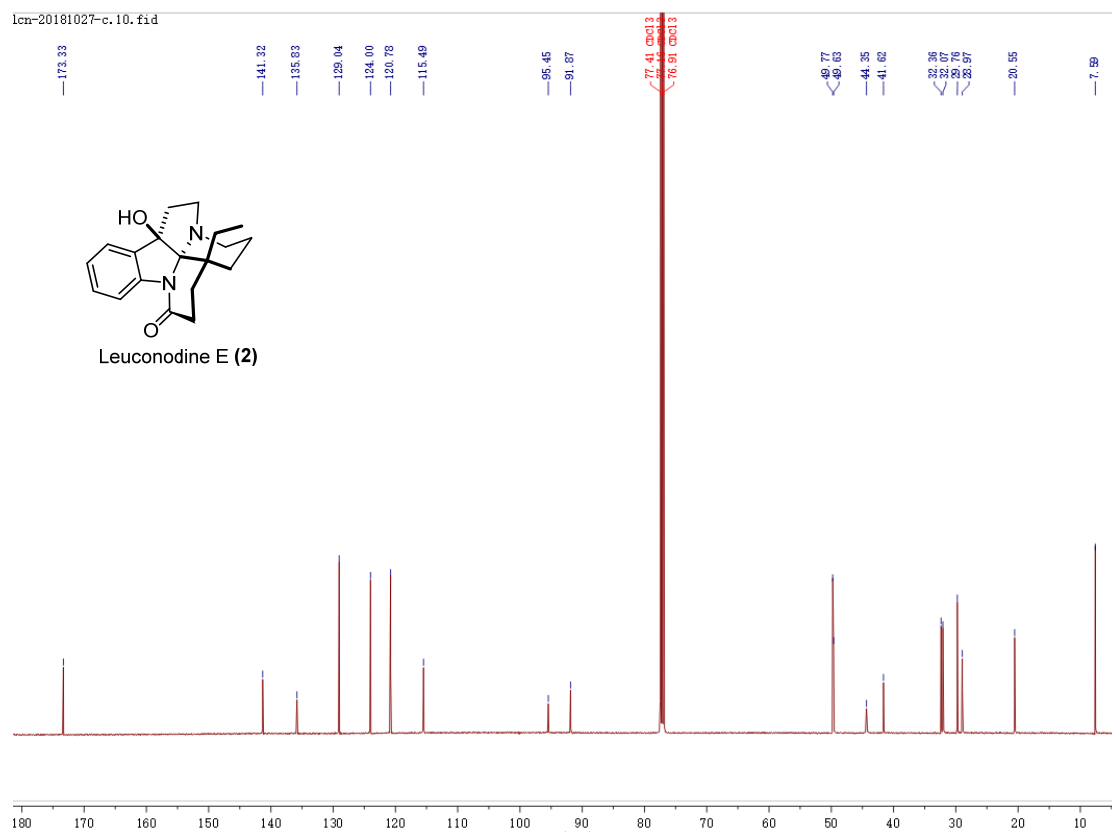 lcn-20181027-c.10.fid
173.33
141.32
135.83
129.04
124.00
120.78
115.49
95.45
91.87
77.41 CDCl3
77.16 CDCl3
76.91 CDCl3
49.77
49.63
44.35
41.62
32.36
32.07
29.76
28.97
20.55
7.59
HO
N
N
O
Leuconodine E (2)
180 170 160 150 140 130 120 110 100 90 80 70 60 50 40 30 20 10